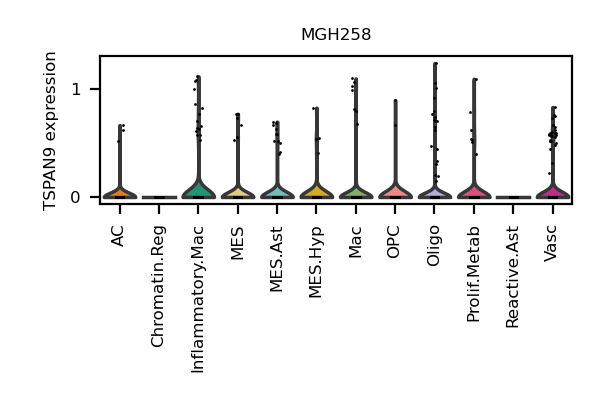 MGH258
TSPAN9 expression
1
0
AC
Chromatin.Reg
Inflammatory.Mac
MES
MES.Ast
MES.Hyp
Mac
OPC
Oligo
Prolif.Metab
Reactive.Ast
Vasc